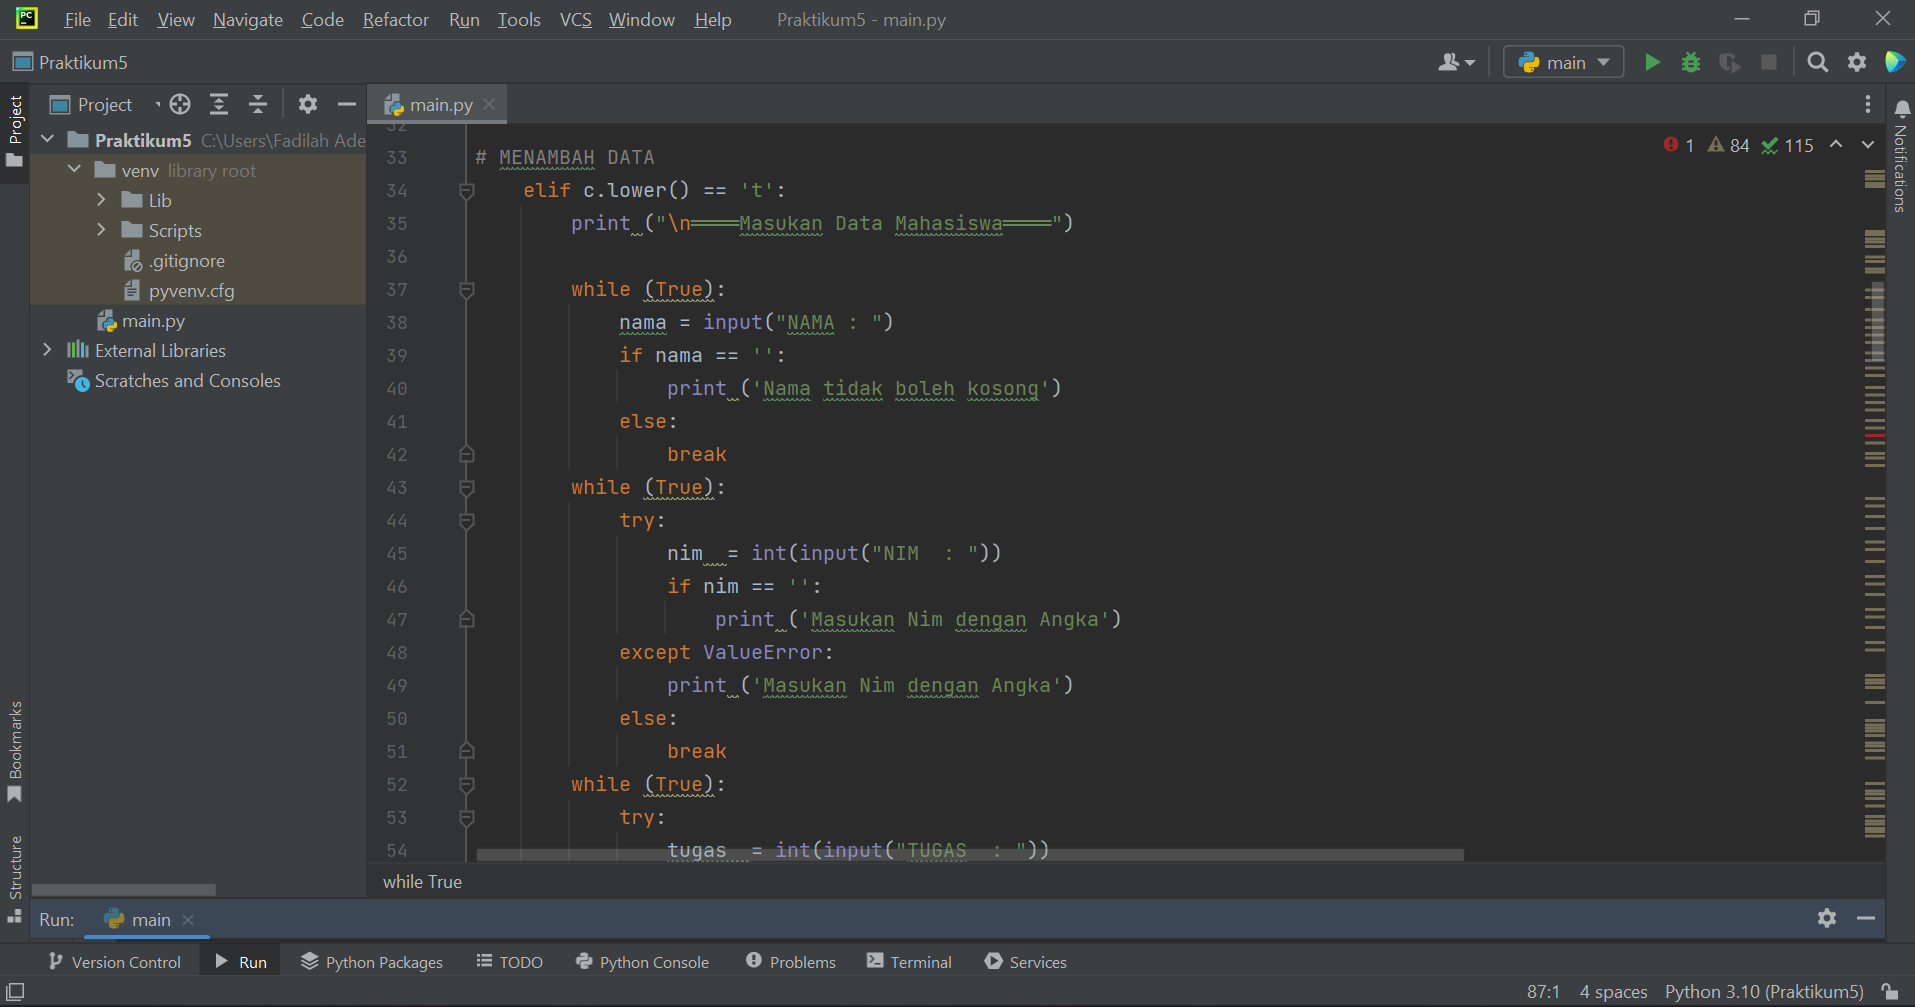 PC File Edit View Navigate Code Refactor Run Tools VCS Window Help Praktikum5 - main.py
Praktikum5 main
Project main.py
Project
Praktikum5 C:\Users\Fadilah Ade
venv library root
Lib
Scripts
.gitignore
pyvenv.cfg
main.py
External Libraries
Scratches and Consoles
1 84 115
32
33 # MENAMBAH DATA
34 elif c.lower() == 't':
35 print ("\n════Masukan Data Mahasiswa════")
36
37 while (True):
38 nama = input("NAMA : ")
39 if nama == '':
40 print ('Nama tidak boleh kosong')
41 else:
42 break
43 while (True):
44 try:
45 nim  = int(input("NIM  : "))
46 if nim == '':
47 print ('Masukan Nim dengan Angka')
48 except ValueError:
49 print ('Masukan Nim dengan Angka')
50 else:
51 break
52 while (True):
53 try:
54 tugas  = int(input("TUGAS  : "))
while True
Notifications
Bookmarks
Structure
Run: main
Version Control Run Python Packages TODO Python Console Problems Terminal Services
87:1 4 spaces Python 3.10 (Praktikum5)